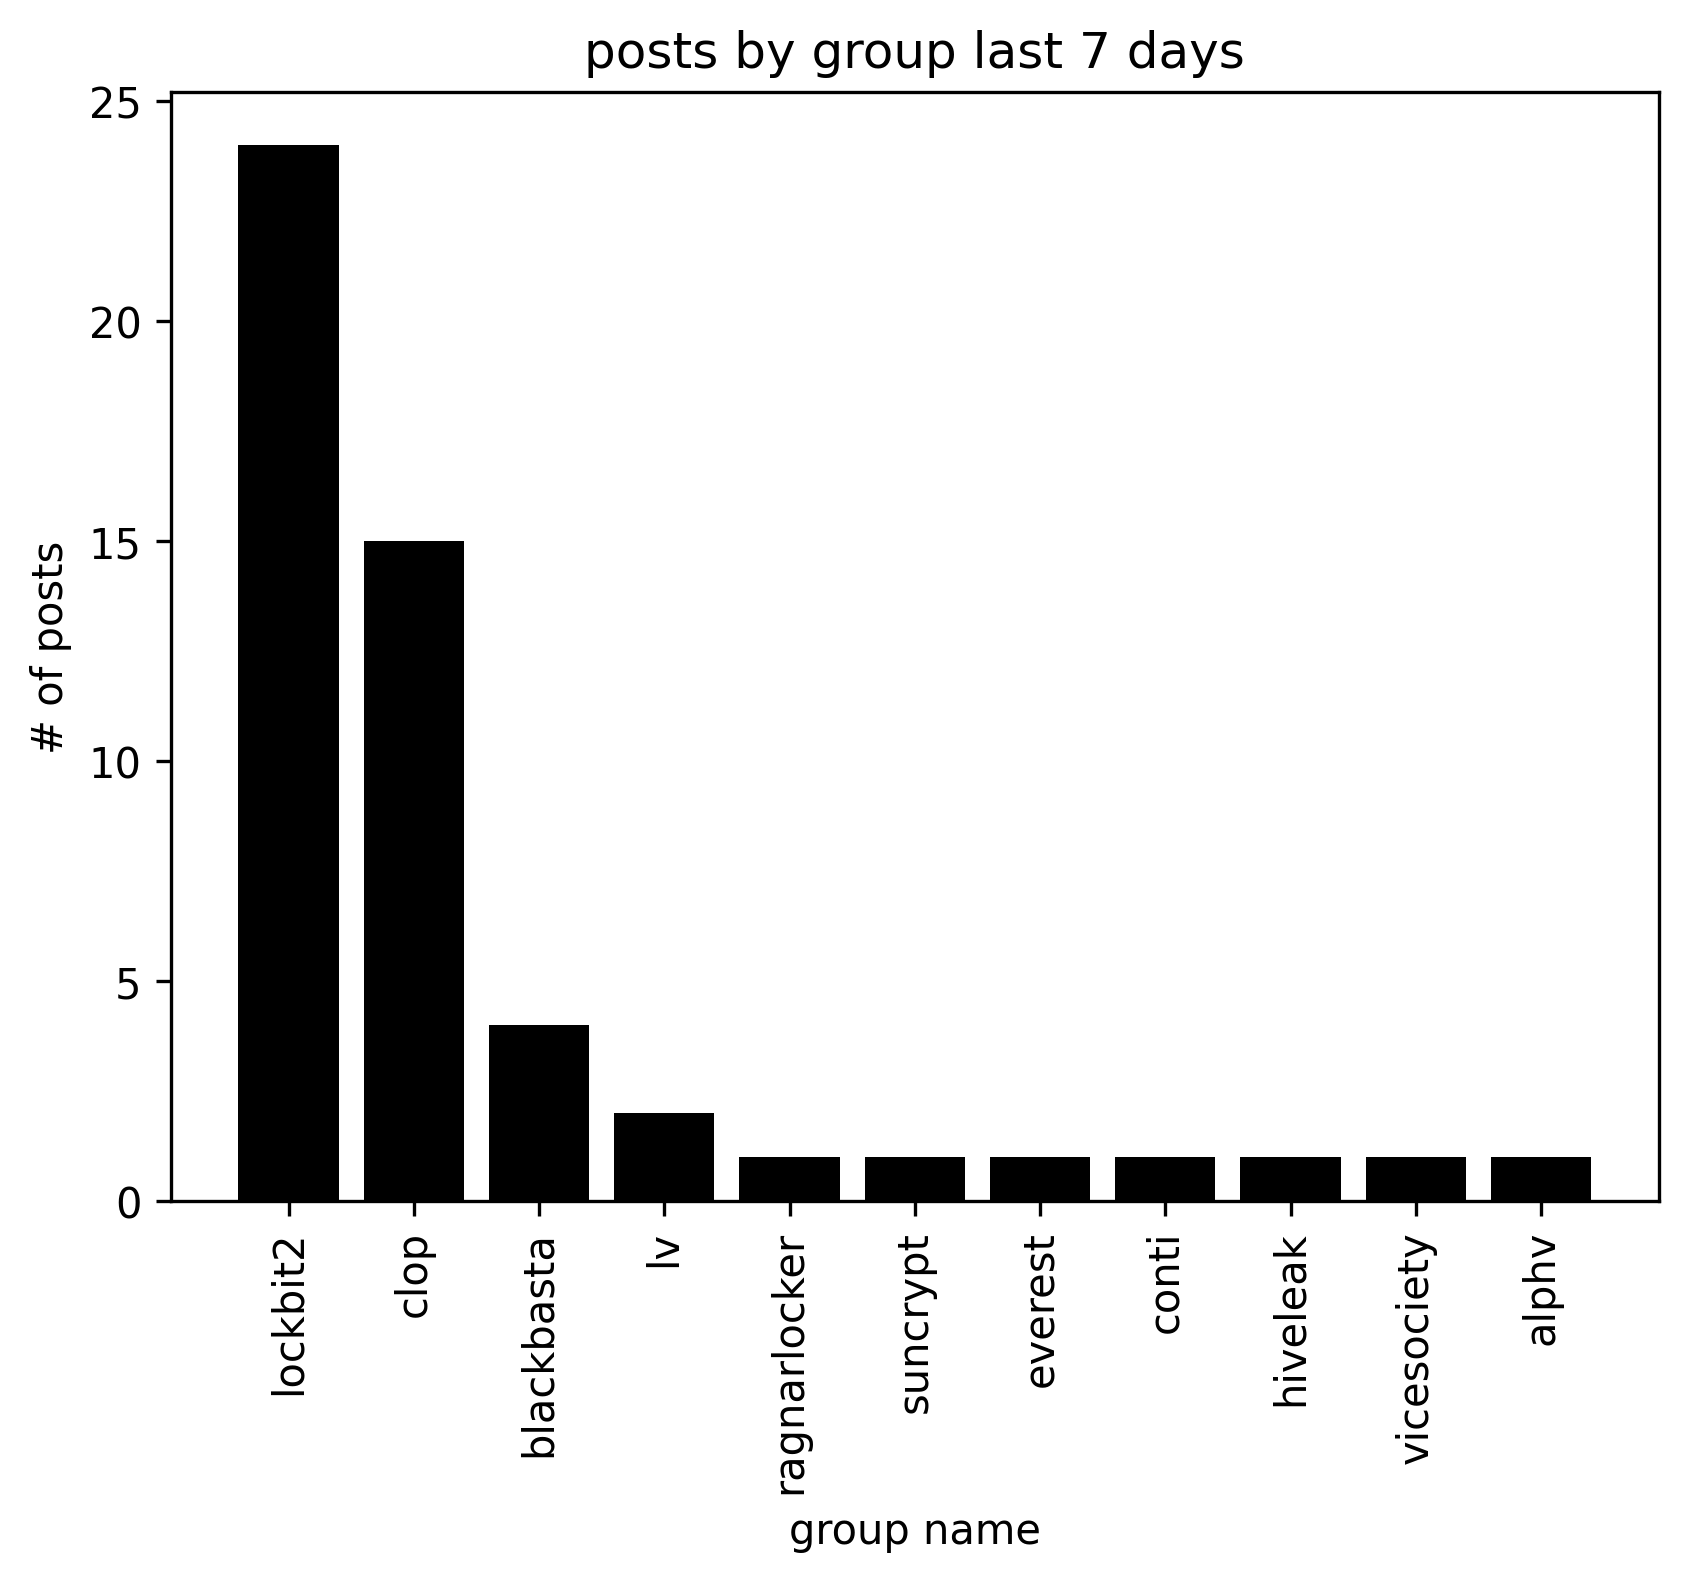 posts by group last 7 days
25
20
15
10
5
0
# of posts
lockbit2
clop
blackbasta
lv
ragnarlocker
suncrypt
everest
conti
hiveleak
vicesociety
alphv
group name